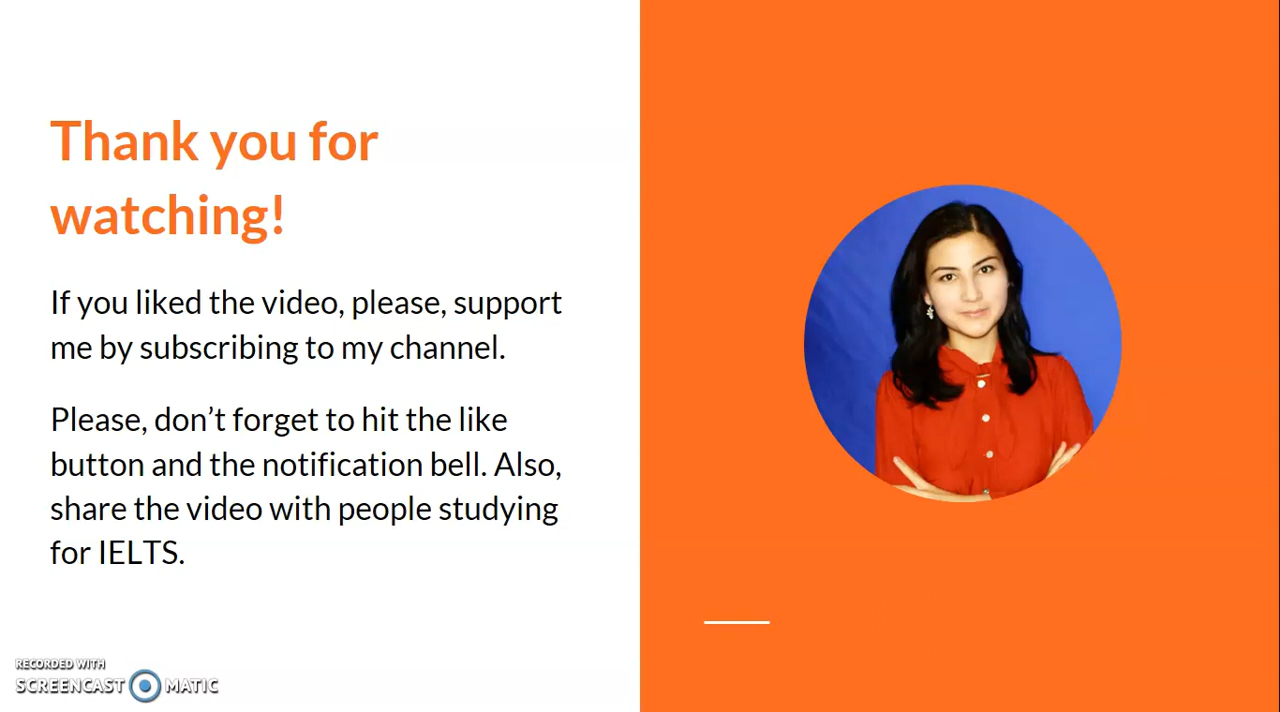 Thank you for
watching!
If you liked the video, please, support
me by subscribing to my channel.
Please, don’t forget to hit the like
button and the notification bell. Also,
share the video with people studying
for IELTS.
RECORDED WITH
SCREENCAST MATIC